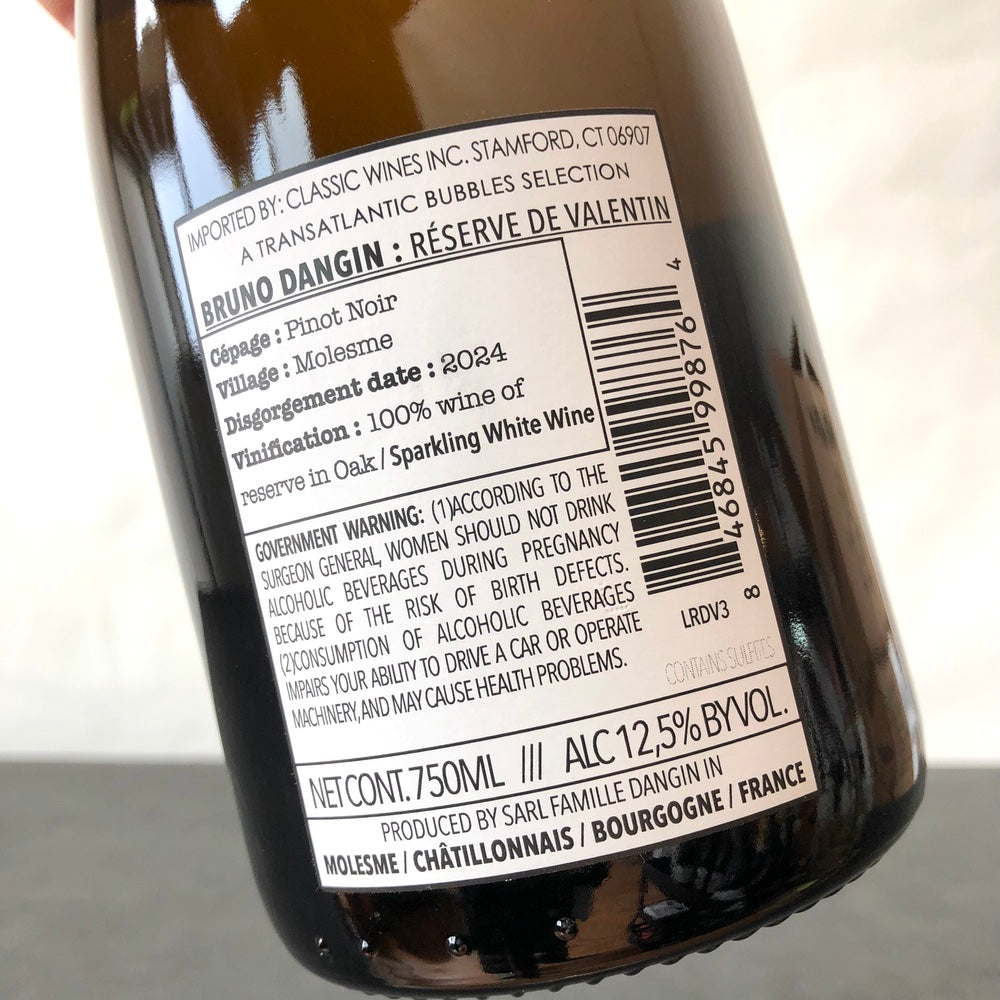 IMPORTED BY: CLASSIC WINES INC. STAMFORD, CT 06907
A TRANSATLANTIC BUBBLES SELECTION
BRUNO DANGIN : RÉSERVE DE VALENTIN
Cépage : Pinot Noir
Village : Molesme
Disgorgement date : 2024
Vinification : 100% wine of
reserve in Oak / Sparkling White Wine
GOVERNMENT WARNING: (1)ACCORDING TO THE
SURGEON GENERAL, WOMEN SHOULD NOT DRINK
ALCOHOLIC BEVERAGES DURING PREGNANCY
BECAUSE OF THE RISK OF BIRTH DEFECTS.
(2)CONSUMPTION OF ALCOHOLIC BEVERAGES
IMPAIRS YOUR ABILITY TO DRIVE A CAR OR OPERATE
MACHINERY, AND MAY CAUSE HEALTH PROBLEMS.
8 46845 99876 4
LRDV3
CONTAINS SULFITES
NET CONT. 750ML /// ALC 12,5% BY VOL.
PRODUCED BY SARL FAMILLE DANGIN IN
MOLESME / CHÂTILLONNAIS / BOURGOGNE / FRANCE